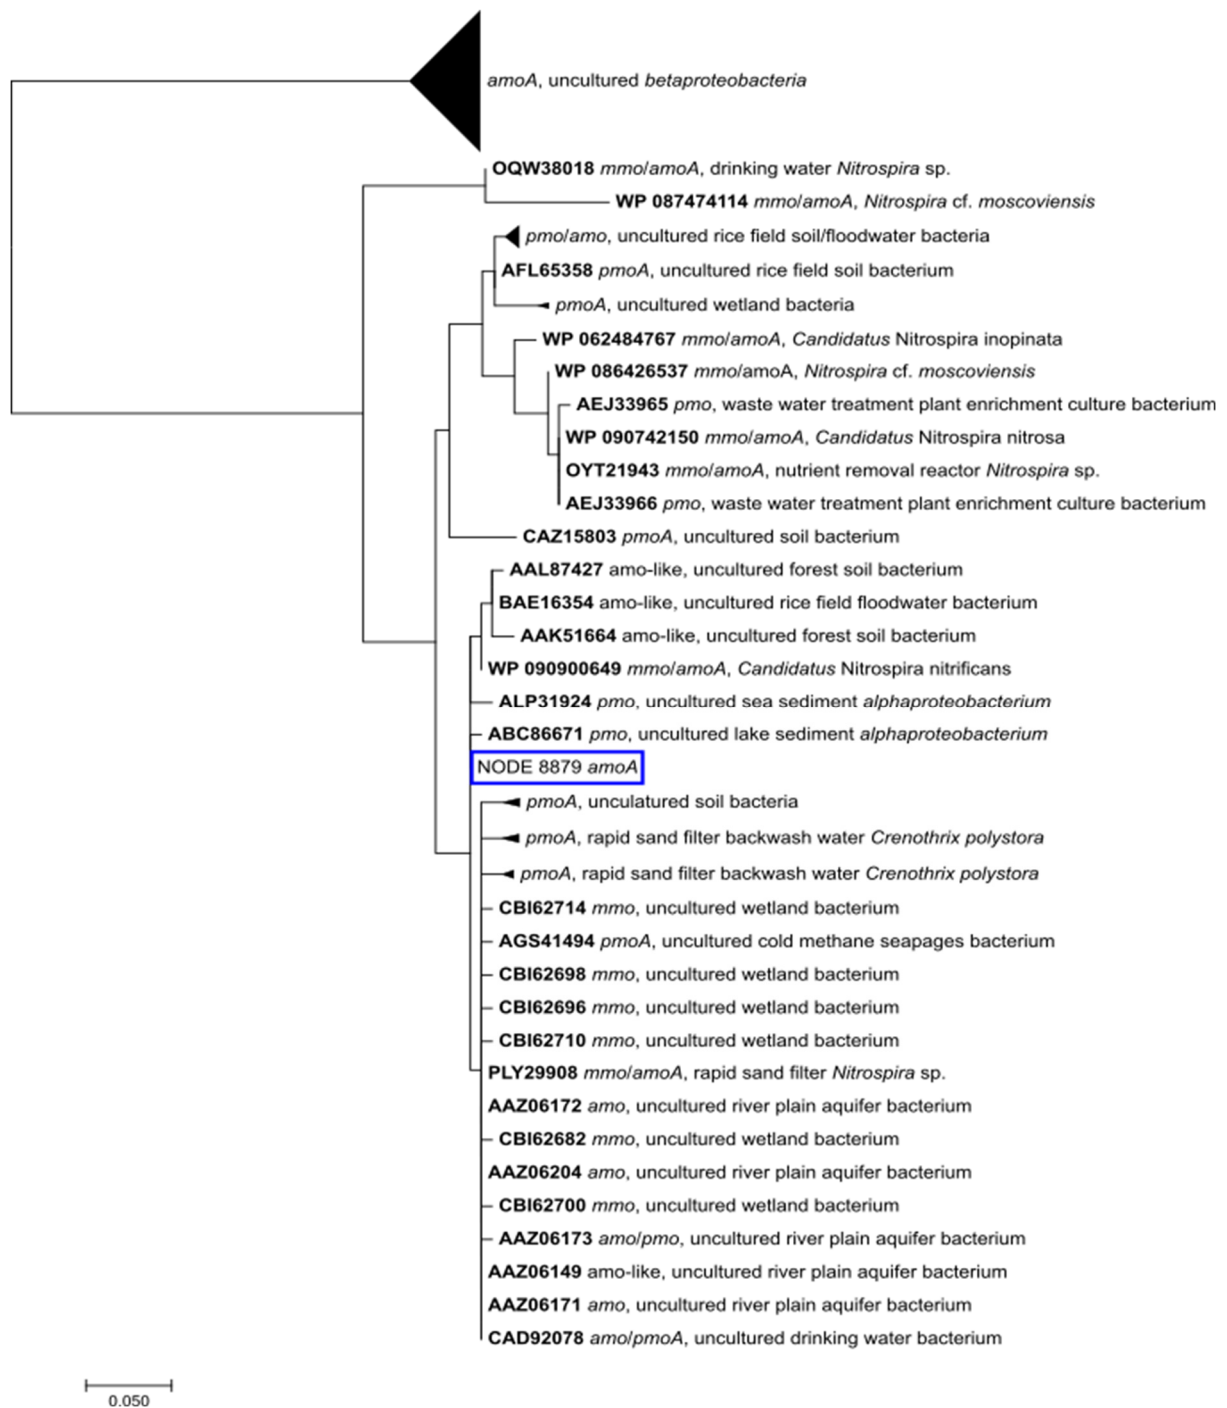 amoA, uncultured betaproteobacteria
OQW38018 mmo/amoA, drinking water Nitrospira sp.
WP 087474114 mmo/amoA, Nitrospira cf. moscoviensis
pmo/amo, uncultured rice field soil/floodwater bacteria
AFL65358 pmoA, uncultured rice field soil bacterium
pmoA, uncultured wetland bacteria
WP 062484767 mmo/amoA, Candidatus Nitrospira inopinata
WP 086426537 mmo/amoA, Nitrospira cf. moscoviensis
AEJ33965 pmo, waste water treatment plant enrichment culture bacterium
WP 090742150 mmo/amoA, Candidatus Nitrospira nitrosa
OYT21943 mmo/amoA, nutrient removal reactor Nitrospira sp.
AEJ33966 pmo, waste water treatment plant enrichment culture bacterium
CAZ15803 pmoA, uncultured soil bacterium
AAL87427 amo-like, uncultured forest soil bacterium
BAE16354 amo-like, uncultured rice field floodwater bacterium
AAK51664 amo-like, uncultured forest soil bacterium
WP 090900649 mmo/amoA, Candidatus Nitrospira nitrificans
ALP31924 pmo, uncultured sea sediment alphaproteobacterium
ABC86671 pmo, uncultured lake sediment alphaproteobacterium
NODE 8879 amoA
pmoA, unculatured soil bacteria
pmoA, rapid sand filter backwash water Crenothrix polystora
pmoA, rapid sand filter backwash water Crenothrix polystora
CBI62714 mmo, uncultured wetland bacterium
AGS41494 pmoA, uncultured cold methane seapages bacterium
CBI62698 mmo, uncultured wetland bacterium
CBI62696 mmo, uncultured wetland bacterium
CBI62710 mmo, uncultured wetland bacterium
PLY29908 mmo/amoA, rapid sand filter Nitrospira sp.
AAZ06172 amo, uncultured river plain aquifer bacterium
CBI62682 mmo, uncultured wetland bacterium
AAZ06204 amo, uncultured river plain aquifer bacterium
CBI62700 mmo, uncultured wetland bacterium
AAZ06173 amo/pmo, uncultured river plain aquifer bacterium
AAZ06149 amo-like, uncultured river plain aquifer bacterium
AAZ06171 amo, uncultured river plain aquifer bacterium
CAD92078 amo/pmoA, uncultured drinking water bacterium
0.050